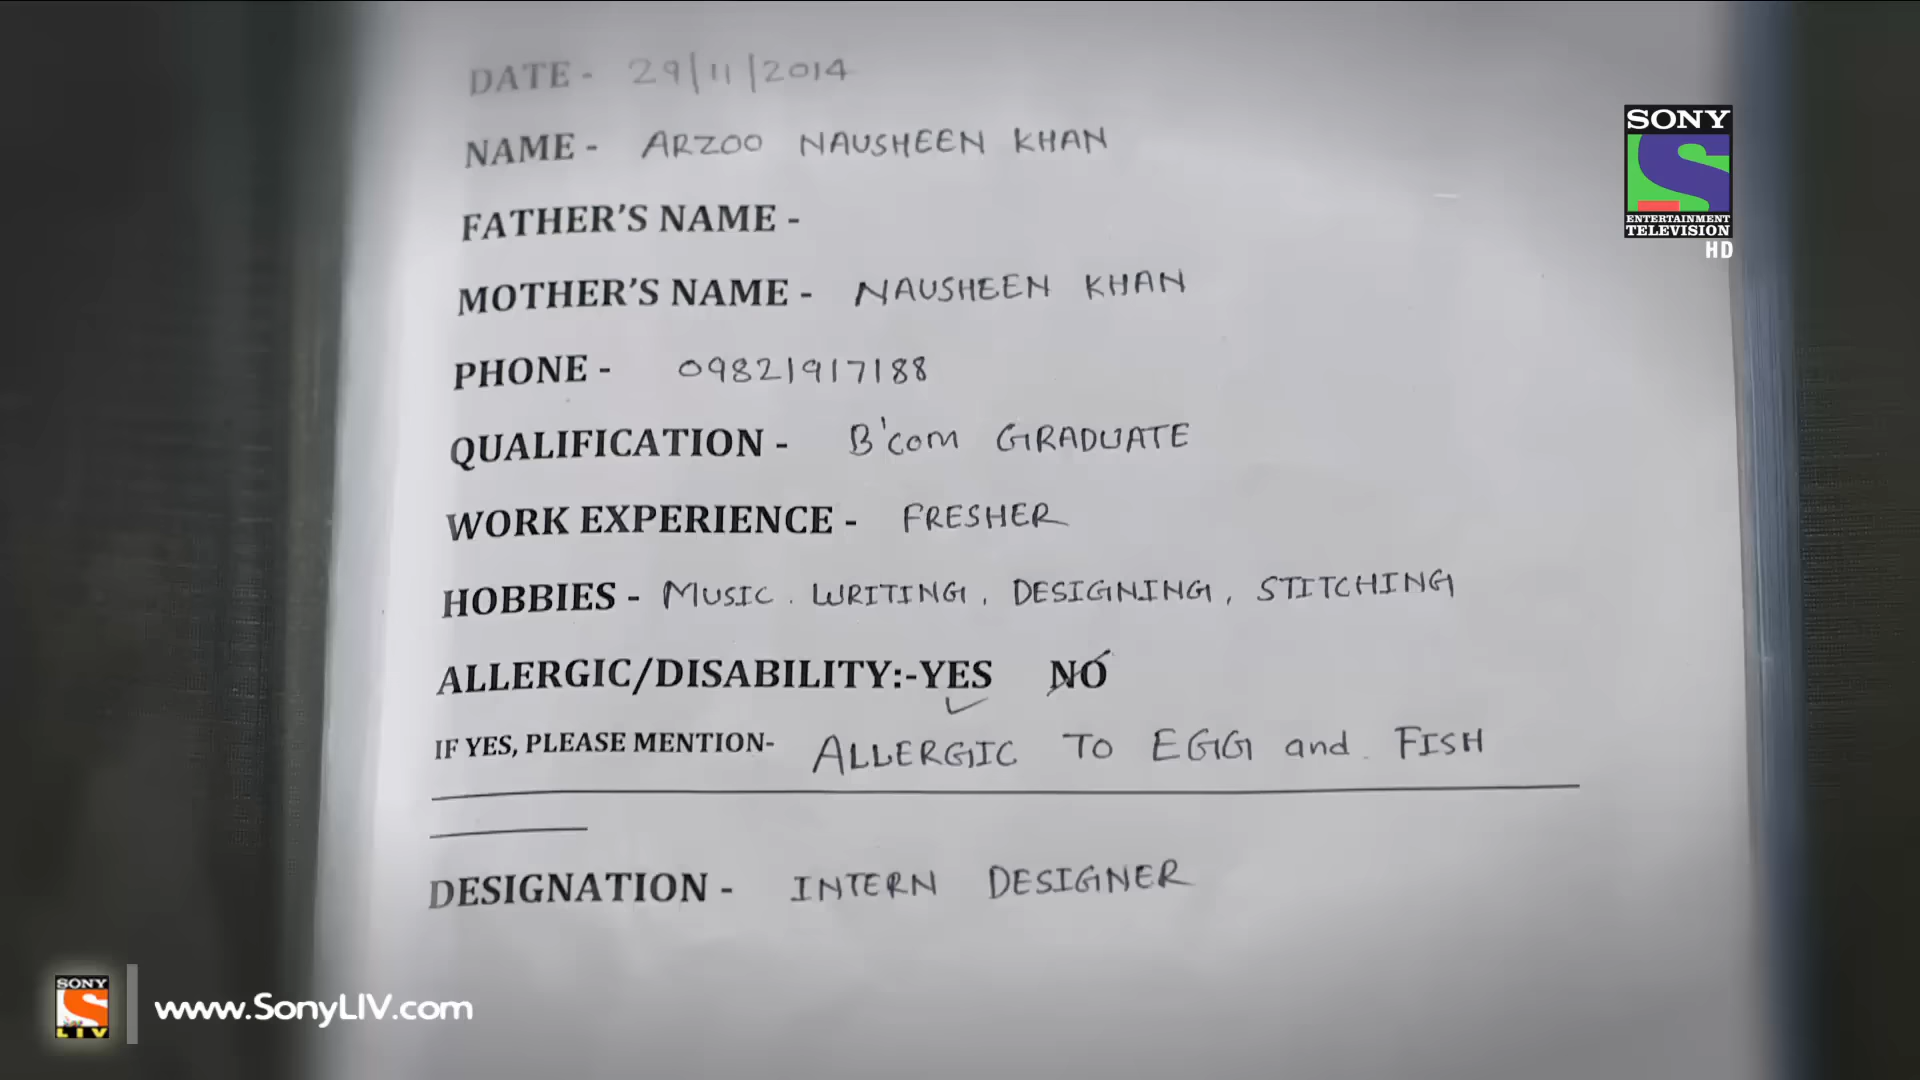 DATE - 29/11/2014
NAME - ARZOO NAUSHEEN KHAN
FATHER'S NAME -
MOTHER'S NAME - NAUSHEEN KHAN
PHONE - 09821917188
QUALIFICATION - B'COM GRADUATE
WORK EXPERIENCE - FRESHER
HOBBIES - MUSIC. WRITING, DESIGNING, STITCHING
ALLERGIC/DISABILITY:-YES NO
IF YES, PLEASE MENTION- ALLERGIC TO EGG and FISH
DESIGNATION - INTERN DESIGNER
SONY
ENTERTAINMENT
TELEVISION
HD
SONY
LIV
www.SonyLIV.com